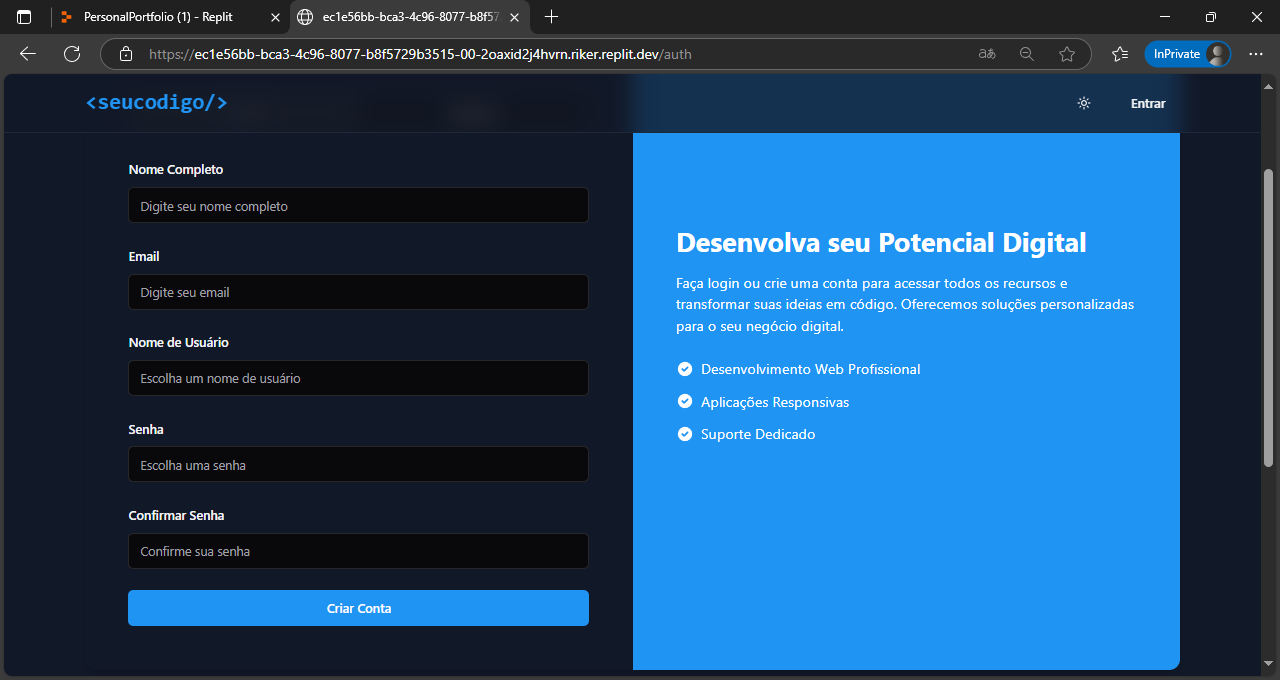 PersonalPortfolio (1) - Replit
ec1e56bb-bca3-4c96-8077-b8f57
https://ec1e56bb-bca3-4c96-8077-b8f5729b3515-00-2oaxid2j4hvrn.riker.replit.dev/auth
InPrivate
<seucodigo/>
Entrar
Nome Completo
Digite seu nome completo
Email
Digite seu email
Nome de Usuário
Escolha um nome de usuário
Senha
Escolha uma senha
Confirmar Senha
Confirme sua senha
Criar Conta
Desenvolva seu Potencial Digital
Faça login ou crie uma conta para acessar todos os recursos e
transformar suas ideias em código. Oferecemos soluções personalizadas
para o seu negócio digital.
Desenvolvimento Web Profissional
Aplicações Responsivas
Suporte Dedicado